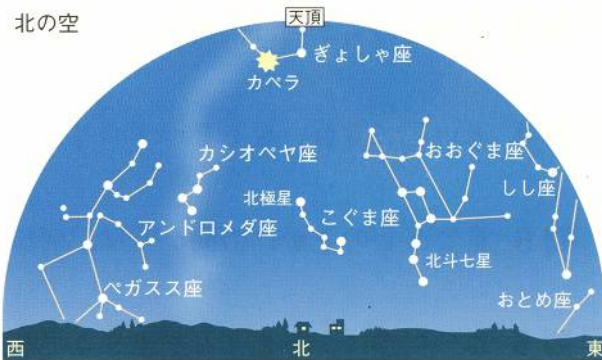 北の空
天頂
ぎょしゃ座
カペラ
カシオペヤ座
おおぐま座
しし座
北極星
こぐま座
アンドロメダ座
北斗七星
ペガスス座
おとめ座
西
北
東